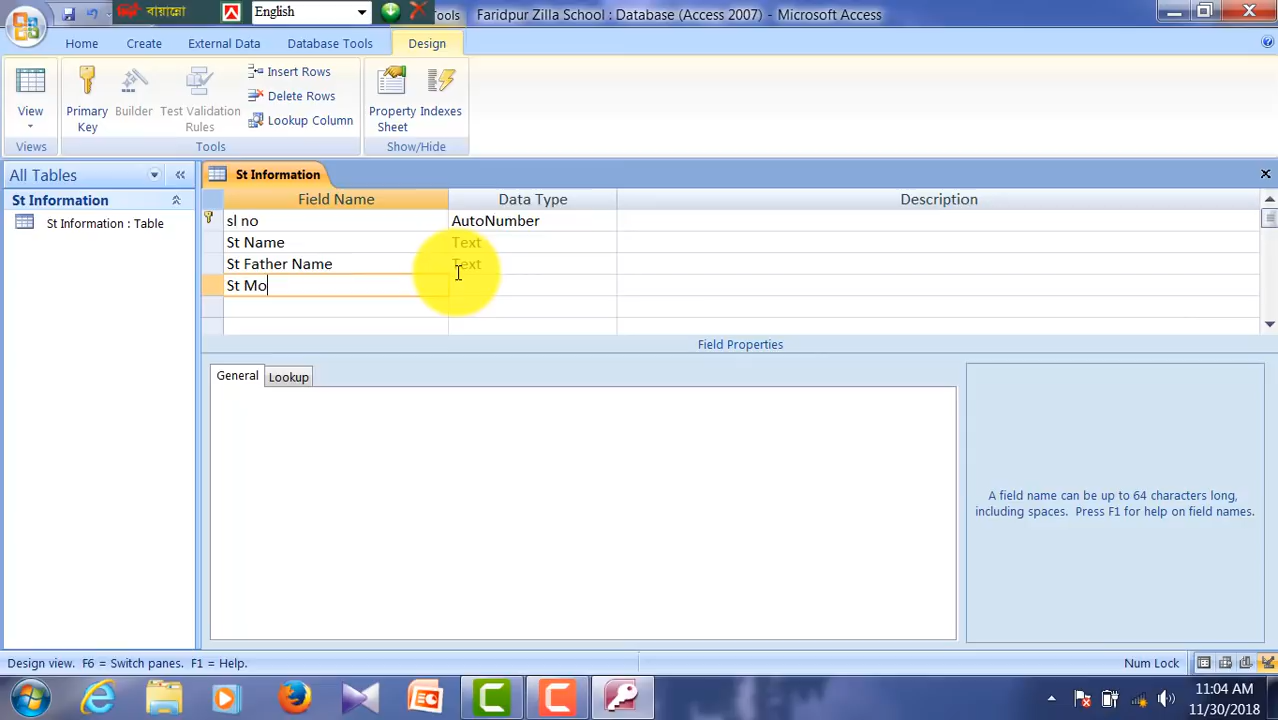 বায়ান্নো English Tools Faridpur Zilla School : Database (Access 2007) - Microsoft Access
Home Create External Data Database Tools Design
View Primary Key Builder Test Validation Rules Insert Rows Delete Rows Lookup Column Property Sheet Indexes
Views Tools Show/Hide
All Tables St Information
St Information
St Information : Table
Field Name Data Type Description
sl no AutoNumber
St Name Text
St Father Name Text
St Mo
Field Properties
General Lookup
A field name can be up to 64 characters long,
including spaces. Press F1 for help on field names.
Design view. F6 = Switch panes. F1 = Help. Num Lock
11:04 AM
11/30/2018